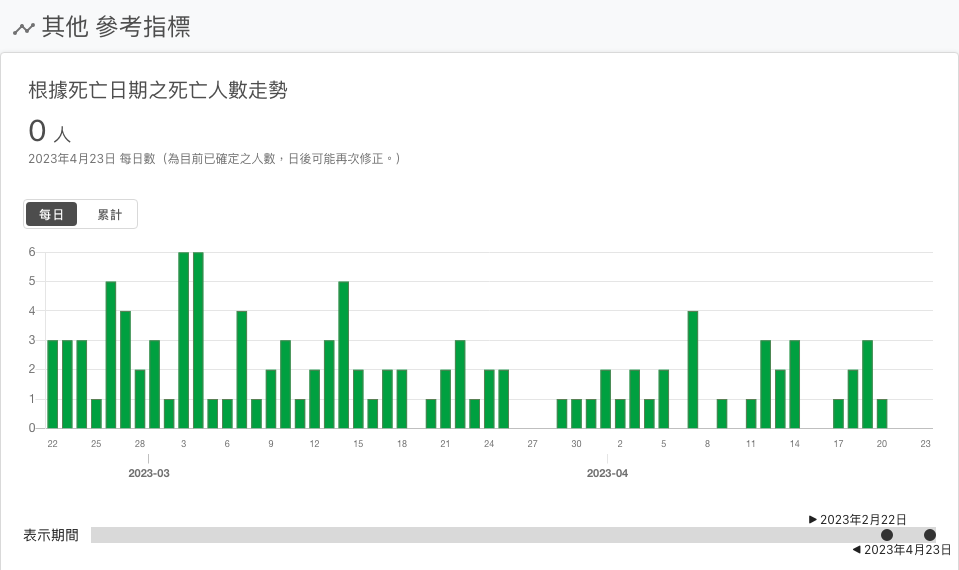 其他 參考指標
根據死亡日期之死亡人數走勢
0 人
2023年4月23日 每日數（為目前已確定之人數，日後可能再次修正。）
每日 累計
6
5
4
3
2
1
0
22 25 28 3 6 9 12 15 18 21 24 27 30 2 5 8 11 14 17 20 23
2023-03 2023-04
2023年2月22日
表示期間
2023年4月23日